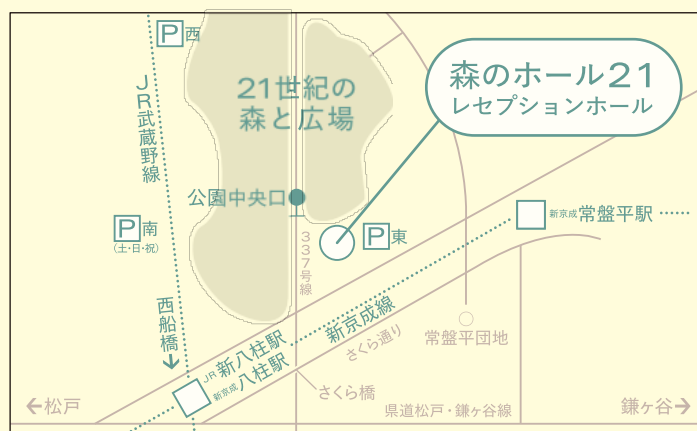 P西
21世紀の
森と広場
森のホール21
レセプションホール
JR武蔵野線
公園中央口
新京成常盤平駅
P南
(土・日・祝)
P東
337号線
西船橋
新京成線
さくら通り
常盤平団地
JR新八柱駅
新京成八柱駅
さくら橋
←松戸
県道松戸・鎌ヶ谷線
鎌ヶ谷→